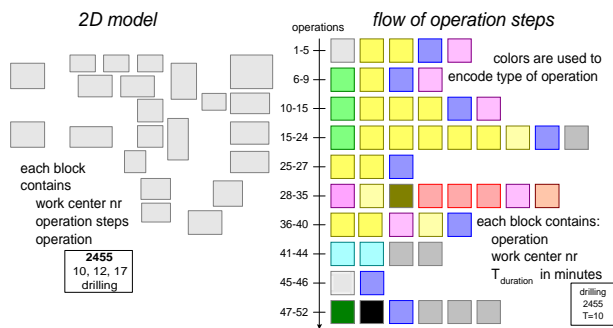 2D model
flow of operation steps
operations
1-5
6-9
10-15
15-24
25-27
28-35
36-40
41-44
45-46
47-52
colors are used to
encode type of operation
each block
contains
work center nr
operation steps
operation
2455
10, 12, 17
drilling
each block contains:
operation
work center nr
Tduration in minutes
drilling
2455
T=10